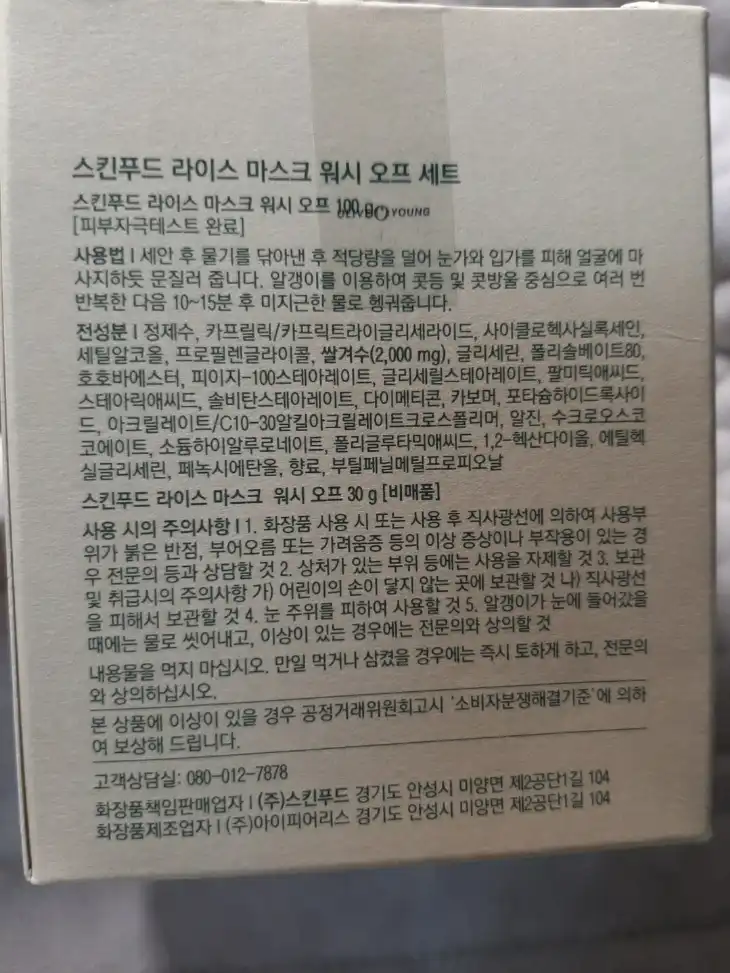 스킨푸드 라이스 마스크 워시 오프 세트
스킨푸드 라이스 마스크 워시 오프 100 g
OLIVE YOUNG
[피부자극테스트 완료]
사용법 | 세안 후 물기를 닦아낸 후 적당량을 덜어 눈가와 입가를 피해 얼굴에 마
사지하듯 문질러 줍니다. 알갱이를 이용하여 콧등 및 콧방울 중심으로 여러 번
반복한 다음 10~15분 후 미지근한 물로 헹궈줍니다.
전성분 | 정제수, 카프릴릭/카프릭트라이글리세라이드, 사이클로헥사실록세인,
세틸알코올, 프로필렌글라이콜, 쌀겨수(2,000 mg), 글리세린, 폴리솔베이트80,
호호바에스터, 피이지-100스테아레이트, 글리세릴스테아레이트, 팔미틱애씨드,
스테아릭애씨드, 솔비탄스테아레이트, 다이메티콘, 카보머, 포타슘하이드록사이
드, 아크릴레이트/C10-30알킬아크릴레이트크로스폴리머, 알진, 수크로오스코
코에이트, 소듐하이알루로네이트, 폴리글루타믹애씨드, 1,2-헥산다이올, 에틸헥
실글리세린, 페녹시에탄올, 향료, 부틸페닐메틸프로피오날
스킨푸드 라이스 마스크 워시 오프 30 g [비매품]
사용 시의 주의사항 | 1. 화장품 사용 시 또는 사용 후 직사광선에 의하여 사용부
위가 붉은 반점, 부어오름 또는 가려움증 등의 이상 증상이나 부작용이 있는 경
우 전문의 등과 상담할 것 2. 상처가 있는 부위 등에는 사용을 자제할 것 3. 보관
및 취급시의 주의사항 가) 어린이의 손이 닿지 않는 곳에 보관할 것 나) 직사광선
을 피해서 보관할 것 4. 눈 주위를 피하여 사용할 것 5. 알갱이가 눈에 들어갔을
때에는 물로 씻어내고, 이상이 있는 경우에는 전문의와 상의할 것
내용물을 먹지 마십시오. 만일 먹거나 삼켰을 경우에는 즉시 토하게 하고, 전문의
와 상의하십시오.
본 상품에 이상이 있을 경우 공정거래위원회고시 '소비자분쟁해결기준'에 의하
여 보상해 드립니다.
고객상담실: 080-012-7878
화장품책임판매업자 | (주)스킨푸드 경기도 안성시 미양면 제2공단1길 104
화장품제조업자 | (주)아이피어리스 경기도 안성시 미양면 제2공단1길 104